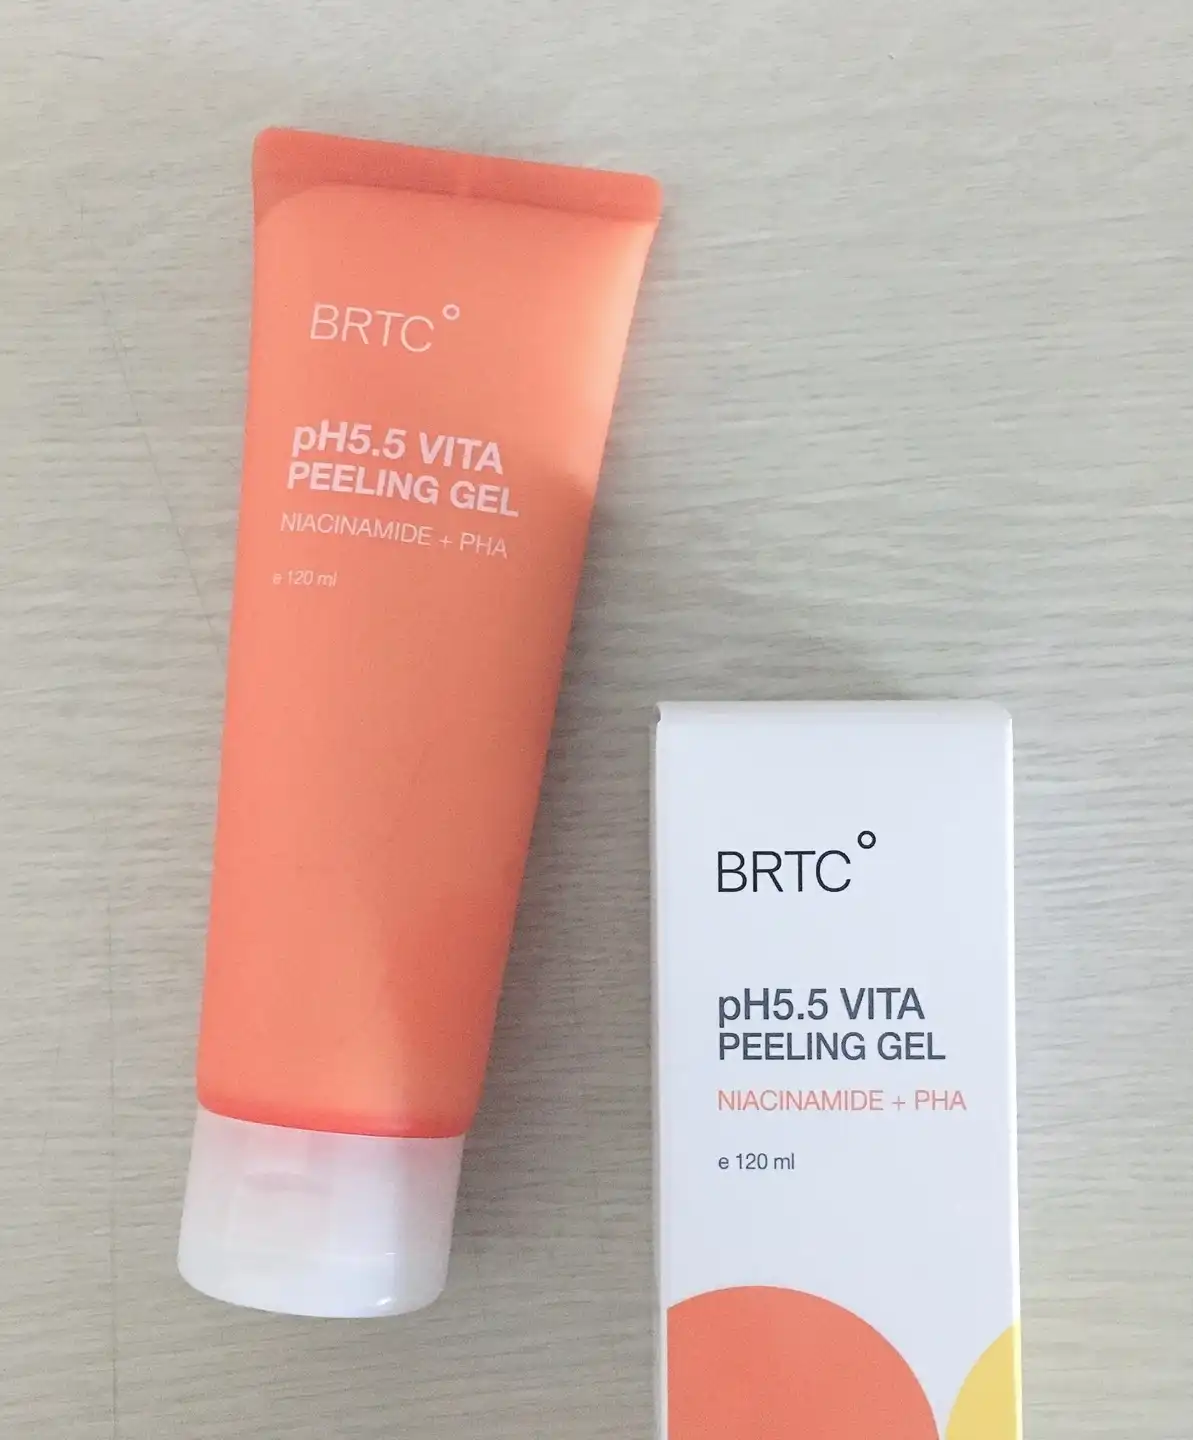 BRTC°
pH5.5 VITA
PEELING GEL
NIACINAMIDE + PHA
e 120 ml
BRTC°
pH5.5 VITA
PEELING GEL
NIACINAMIDE + PHA
e 120 ml